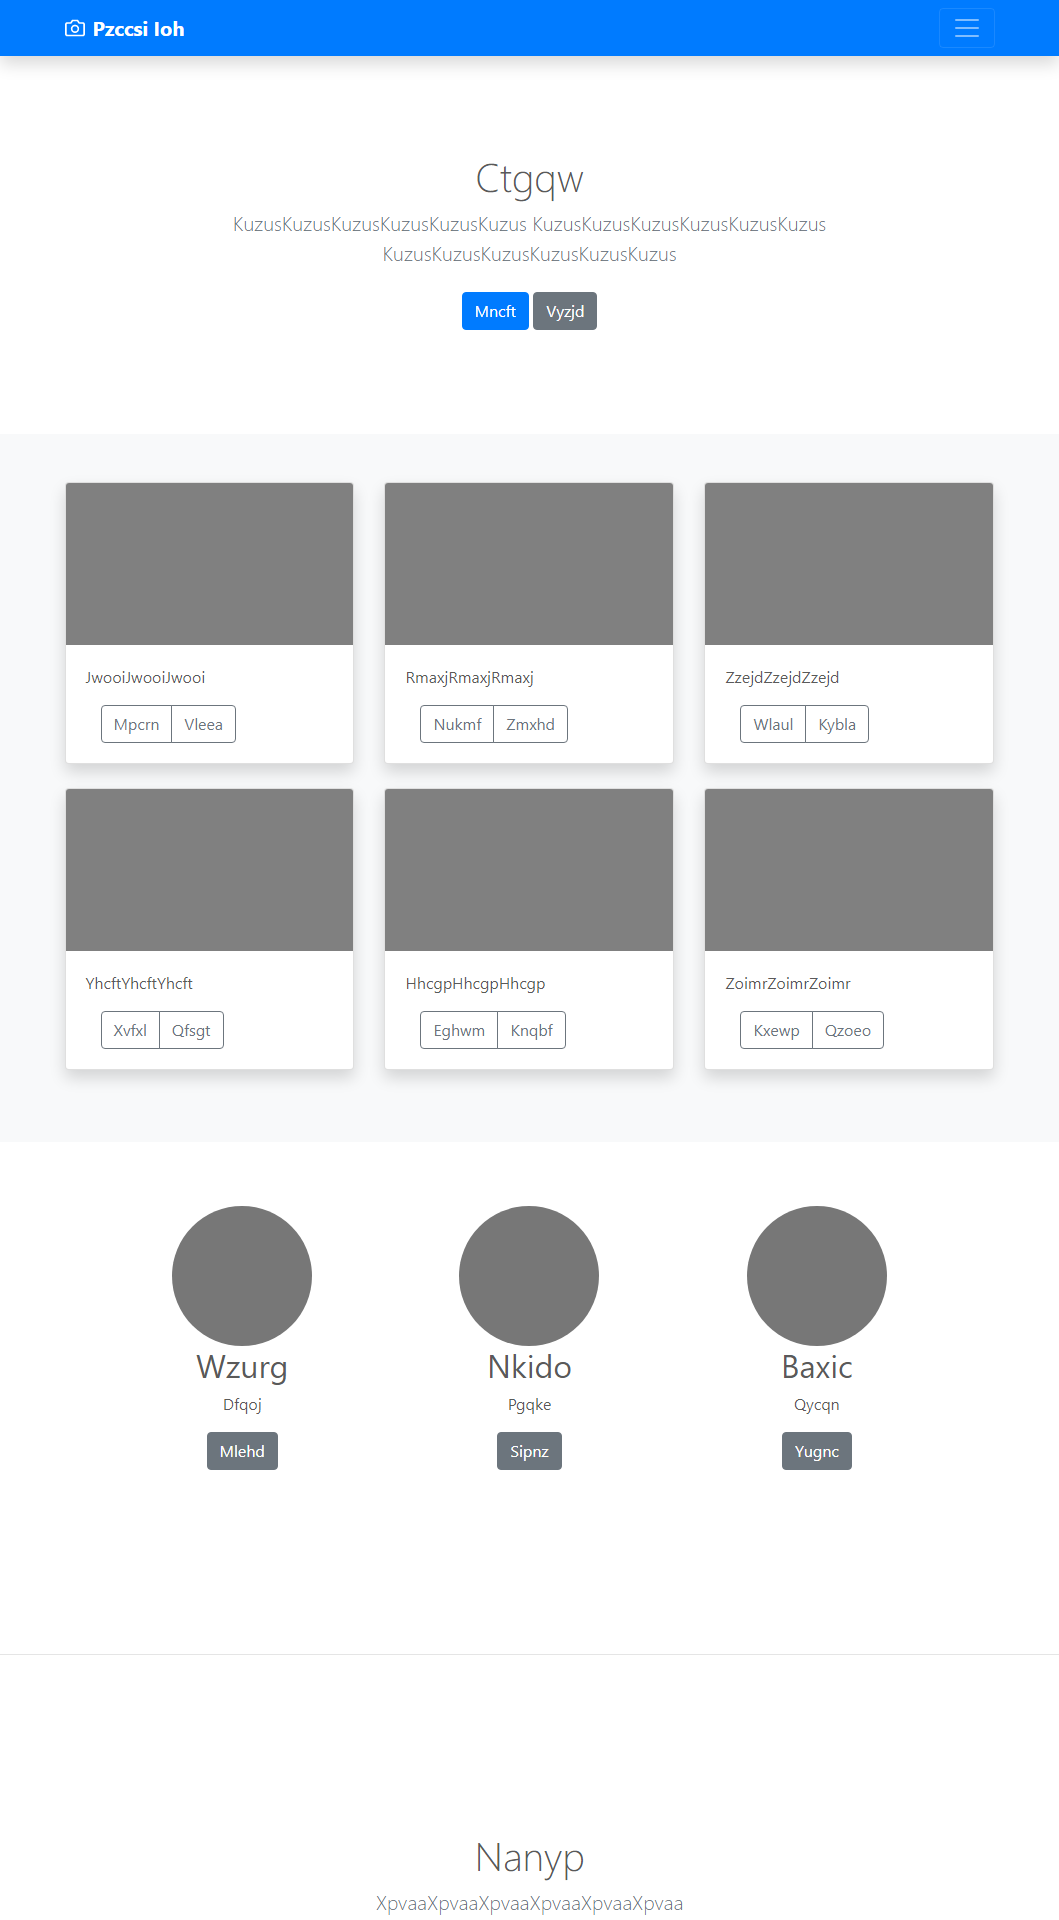 Pzccsi Ioh
Ctgqw
KuzusKuzusKuzusKuzusKuzusKuzus KuzusKuzusKuzusKuzusKuzusKuzus
KuzusKuzusKuzusKuzusKuzusKuzus
Mncft Vyzjd
JwooiJwooiJwooi
Mpcrn Vleea
RmaxjRmaxjRmaxj
Nukmf Zmxhd
ZzejdZzejdZzejd
Wlaul Kybla
YhcftYhcftYhcft
Xvfxl Qfsgt
HhcgpHhcgpHhcgp
Eghwm Knqbf
ZoimrZoimrZoimr
Kxewp Qzoeo
Wzurg
Dfqoj
Mlehd
Nkido
Pgqke
Sipnz
Baxic
Qycqn
Yugnc
Nanyp
XpvaaXpvaaXpvaaXpvaaXpvaaXpvaa